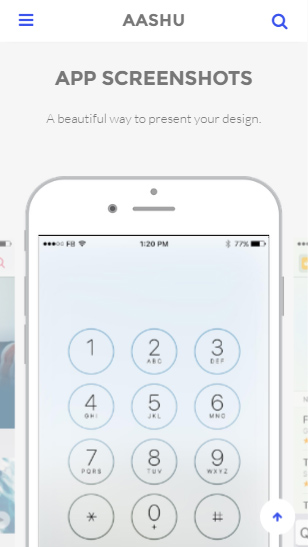 AASHU
APP SCREENSHOTS
A beautiful way to present your design.
FB 1:20 PM 77%
1 2 3
ABC DEF
4 5 6
GHI JKL MNO
7 8 9
PQRS TUV WXYZ
* 0 #
+